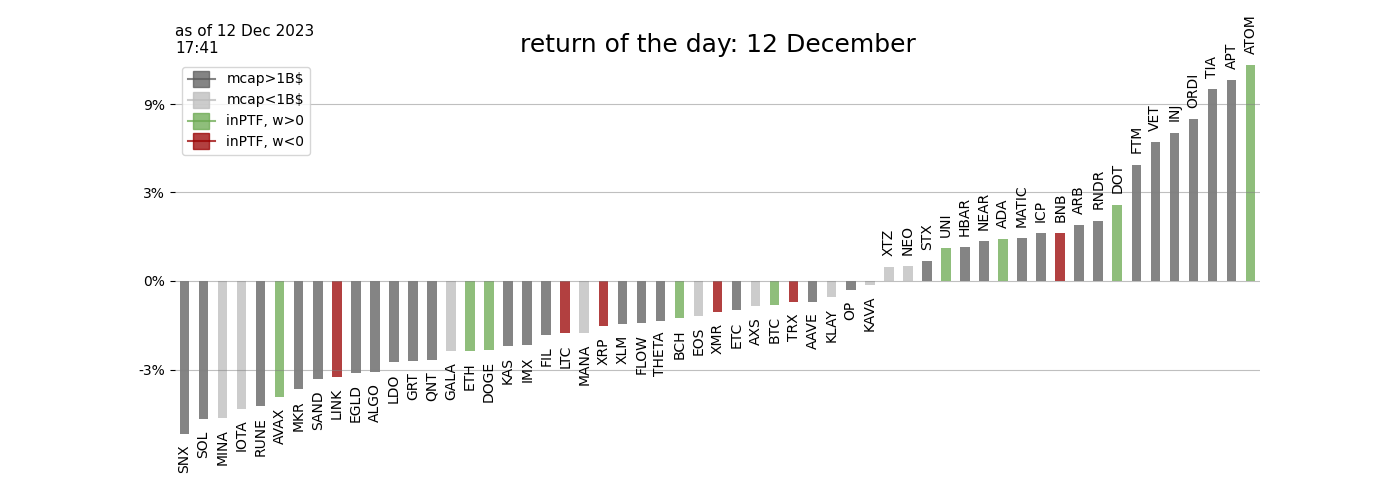 as of 12 Dec 2023
17:41
return of the day: 12 December
mcap>1B$
mcap<1B$
inPTF, w>0
inPTF, w<0
9%
3%
0%
-3%
SNX
SOL
MINA
IOTA
RUNE
AVAX
MKR
SAND
LINK
EGLD
ALGO
LDO
GRT
QNT
GALA
ETH
DOGE
KAS
IMX
FIL
LTC
MANA
XRP
XLM
FLOW
THETA
BCH
EOS
XMR
ETC
AXS
BTC
TRX
AAVE
KLAY
OP
KAVA
XTZ
NEO
STX
UNI
HBAR
NEAR
ADA
MATIC
ICP
BNB
ARB
RNDR
DOT
FTM
VET
INJ
ORDI
TIA
APT
ATOM